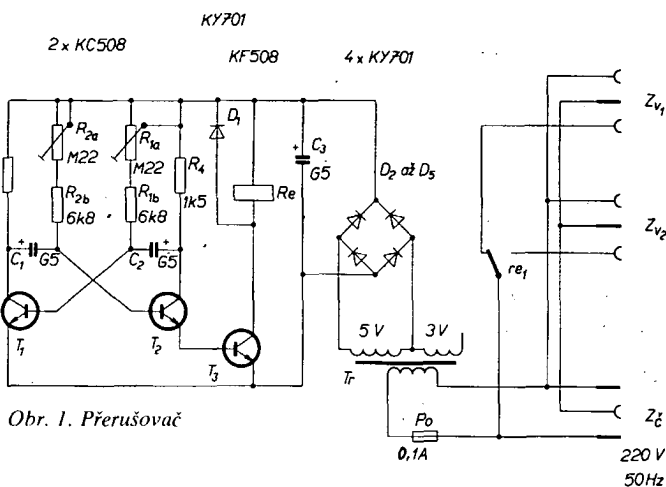 KY701
2 x KC508
KF508
4 x KY701
R2a
M22
R1a
M22
R4
1k5
D1
+
C3
G5
Zv1
R2b
6k8
R1b
6k8
Re
D2 až D5
Zv2
+
C1
G5
C2
+
G5
re1
T1
T2
T3
5 V
3 V
Tr
Obr. 1. Přerušovač
Po
0,1A
Zč
220 V
50Hz